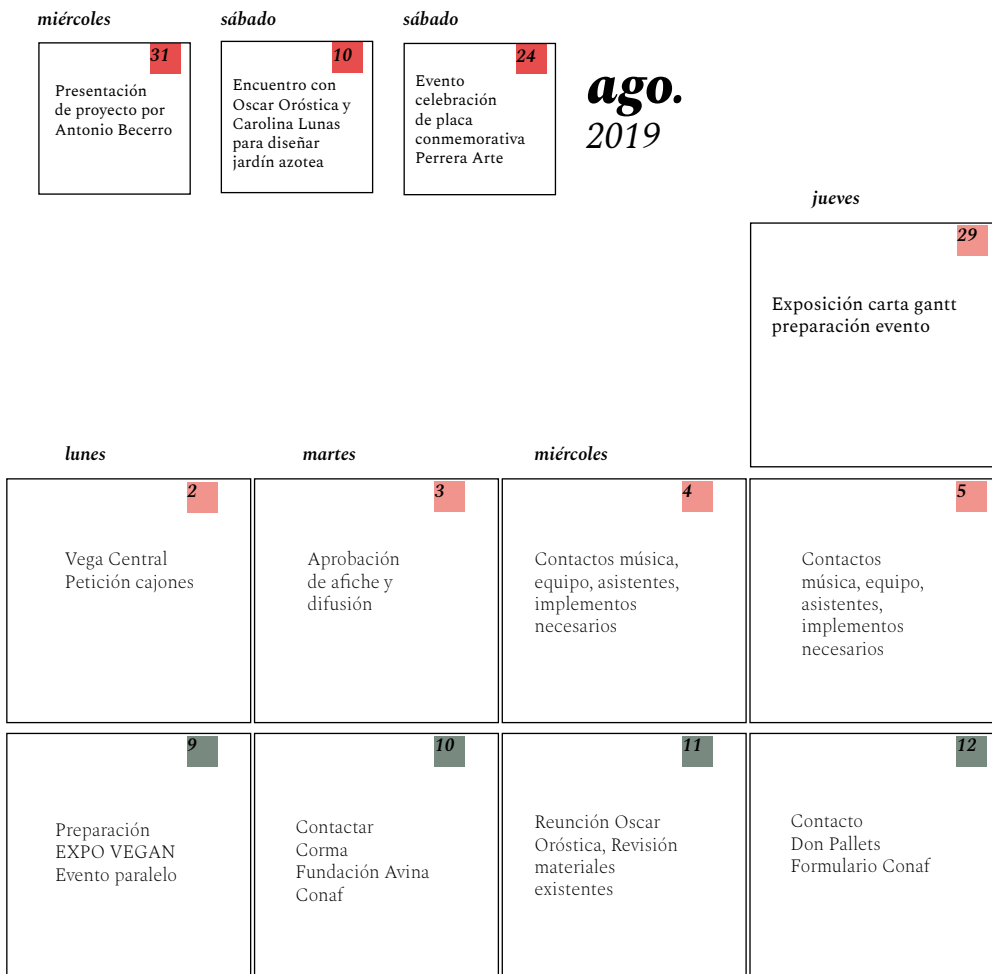 miércoles
31
Presentación
de proyecto por
Antonio Becerro
sábado
10
Encuentro con
Oscar Oróstica y
Carolina Lunas
para diseñar
jardín azotea
sábado
24
Evento
celebración
de placa
conmemorativa
Perrera Arte
ago.
2019
jueves
29
Exposición carta gantt
preparación evento
lunes
martes
miércoles
2
Vega Central
Petición cajones
3
Aprobación
de afiche y
difusión
4
Contactos música,
equipo, asistentes,
implementos
necesarios
5
Contactos
música, equipo,
asistentes,
implementos
necesarios
9
Preparación
EXPO VEGAN
Evento paralelo
10
Contactar
Corma
Fundación Avina
Conaf
11
Reunción Oscar
Oróstica, Revisión
materiales
existentes
12
Contacto
Don Pallets
Formulario Conaf